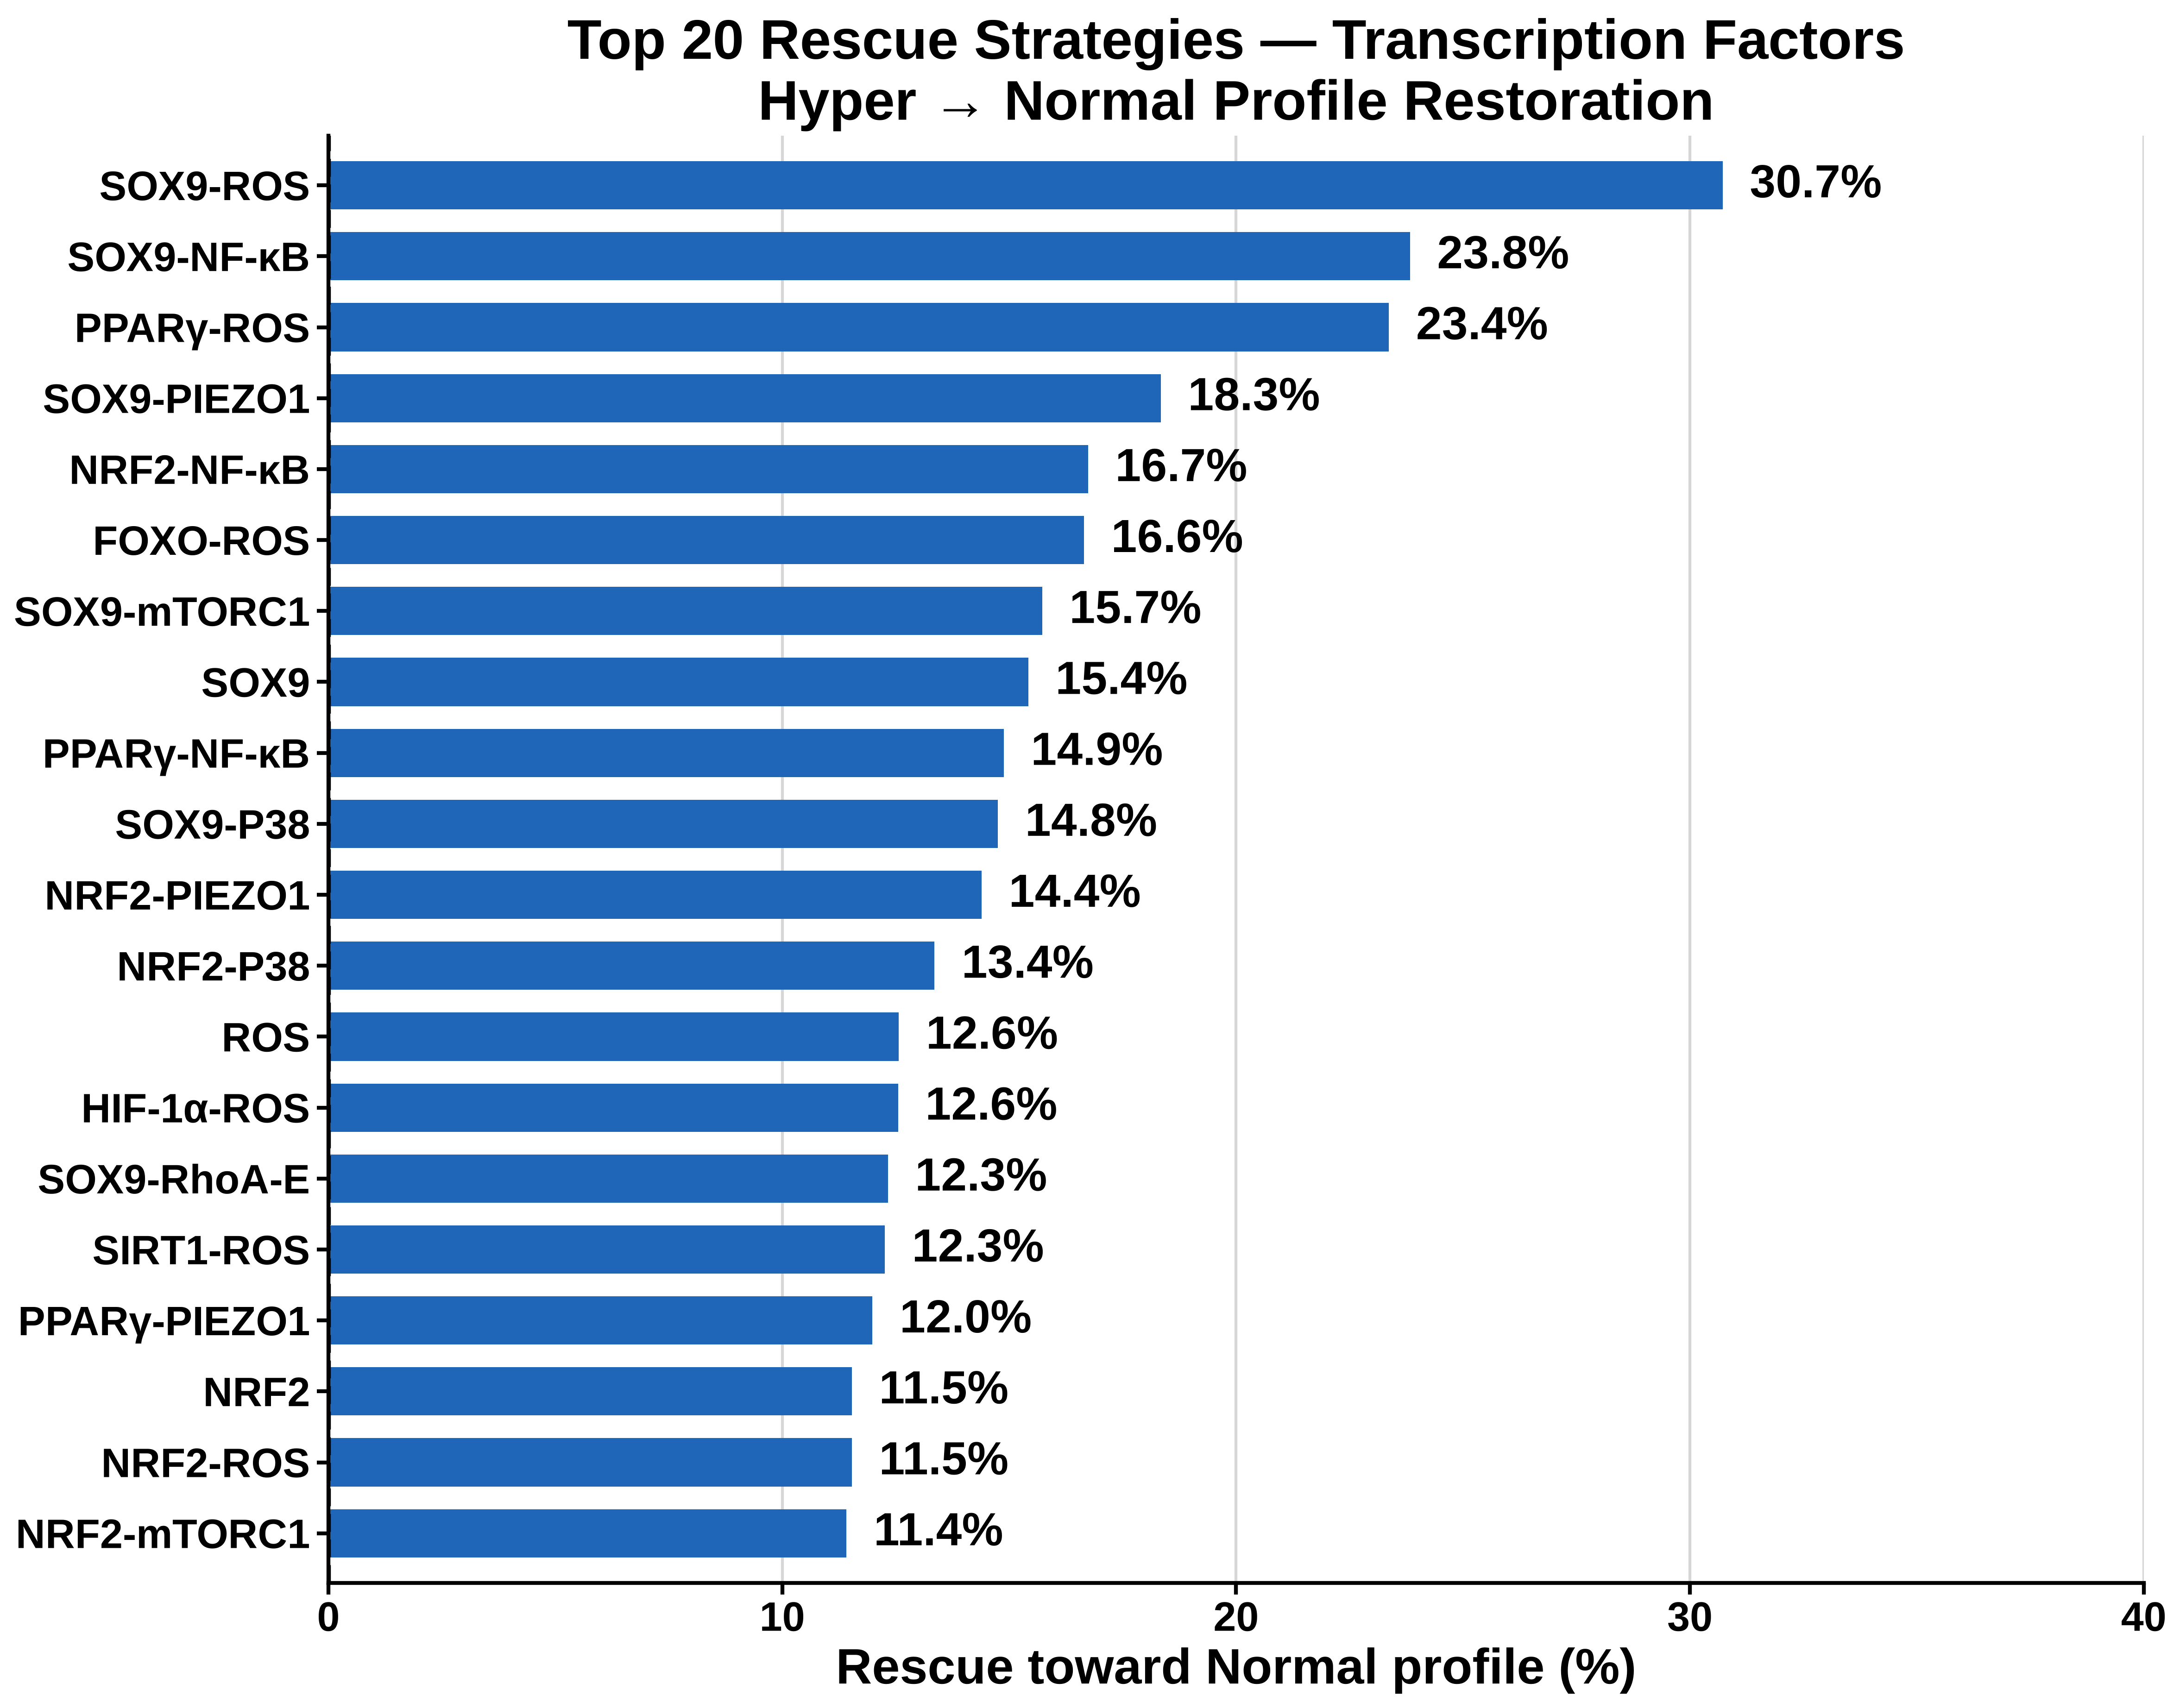 Top 20 Rescue Strategies — Transcription Factors
Hyper → Normal Profile Restoration
SOX9-ROS 30.7%
SOX9-NF-κB 23.8%
PPARγ-ROS 23.4%
SOX9-PIEZO1 18.3%
NRF2-NF-κB 16.7%
FOXO-ROS 16.6%
SOX9-mTORC1 15.7%
SOX9 15.4%
PPARγ-NF-κB 14.9%
SOX9-P38 14.8%
NRF2-PIEZO1 14.4%
NRF2-P38 13.4%
ROS 12.6%
HIF-1α-ROS 12.6%
SOX9-RhoA-E 12.3%
SIRT1-ROS 12.3%
PPARγ-PIEZO1 12.0%
NRF2 11.5%
NRF2-ROS 11.5%
NRF2-mTORC1 11.4%
0 10 20 30 40
Rescue toward Normal profile (%)